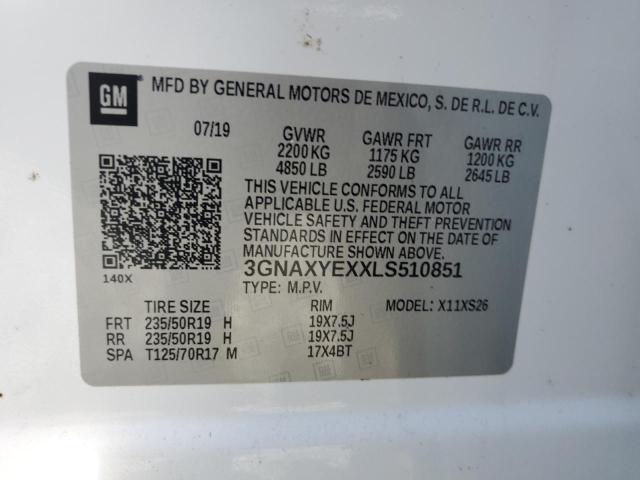 GM
MFD BY GENERAL MOTORS DE MEXICO, S. DE R.L. DE C.V.
07/19 GVWR GAWR FRT GAWR RR
2200 KG 1175 KG 1200 KG
4850 LB 2590 LB 2645 LB
THIS VEHICLE CONFORMS TO ALL
APPLICABLE U.S. FEDERAL MOTOR
VEHICLE SAFETY AND THEFT PREVENTION
STANDARDS IN EFFECT ON THE DATE OF
MANUFACTURE SHOWN ABOVE.
140X 3GNAXYEXXLS510851
TYPE: M.P.V.
TIRE SIZE RIM MODEL: X11XS26
FRT 235/50R19 H 19X7.5J
RR 235/50R19 H 19X7.5J
SPA T125/70R17 M 17X4BT